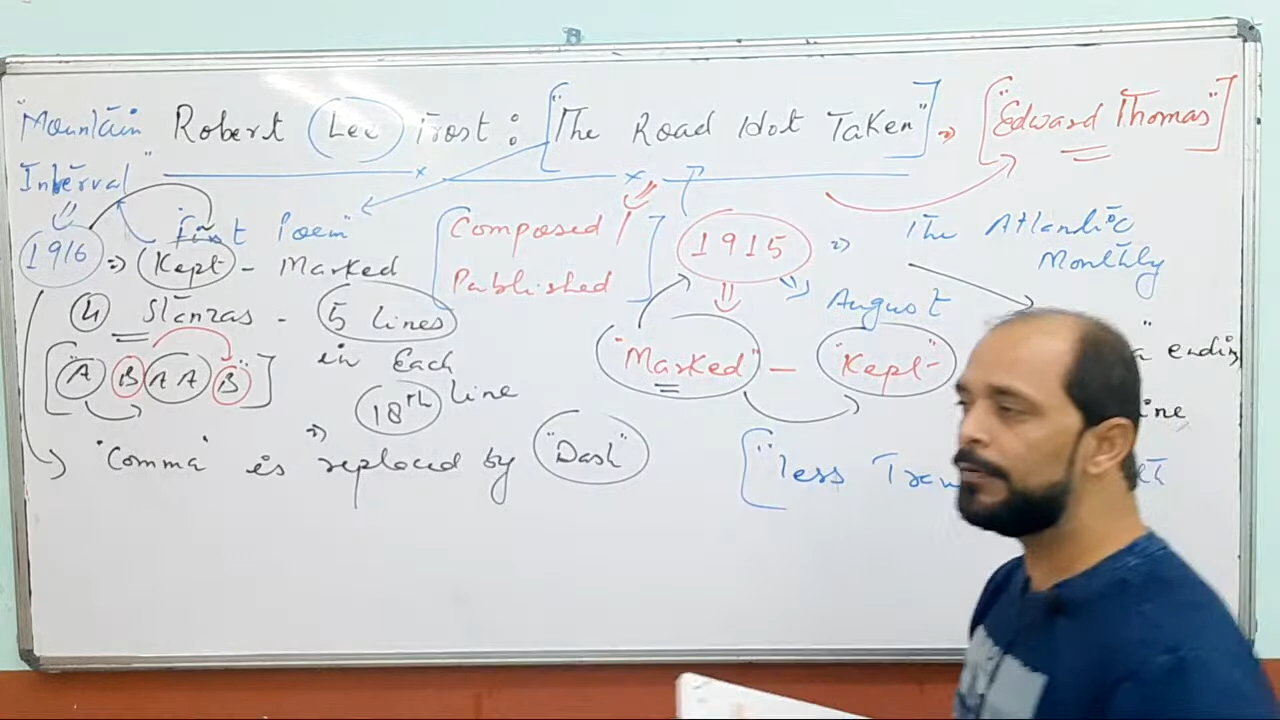 "Mountain Robert Lee Frost: ["The Road Not Taken"] => ["Edward Thomas"]
Interval"
1916 => "First Poem"
Kept - Marked
[Composed /
Published]
1915 => The Atlantic
Monthly
August
4 Stanzas - 5 lines
in Each
["A B A A B"]
18th line
"Marked" - "Kept"
ending
line
"Comma" is replaced by "Dash"
["less